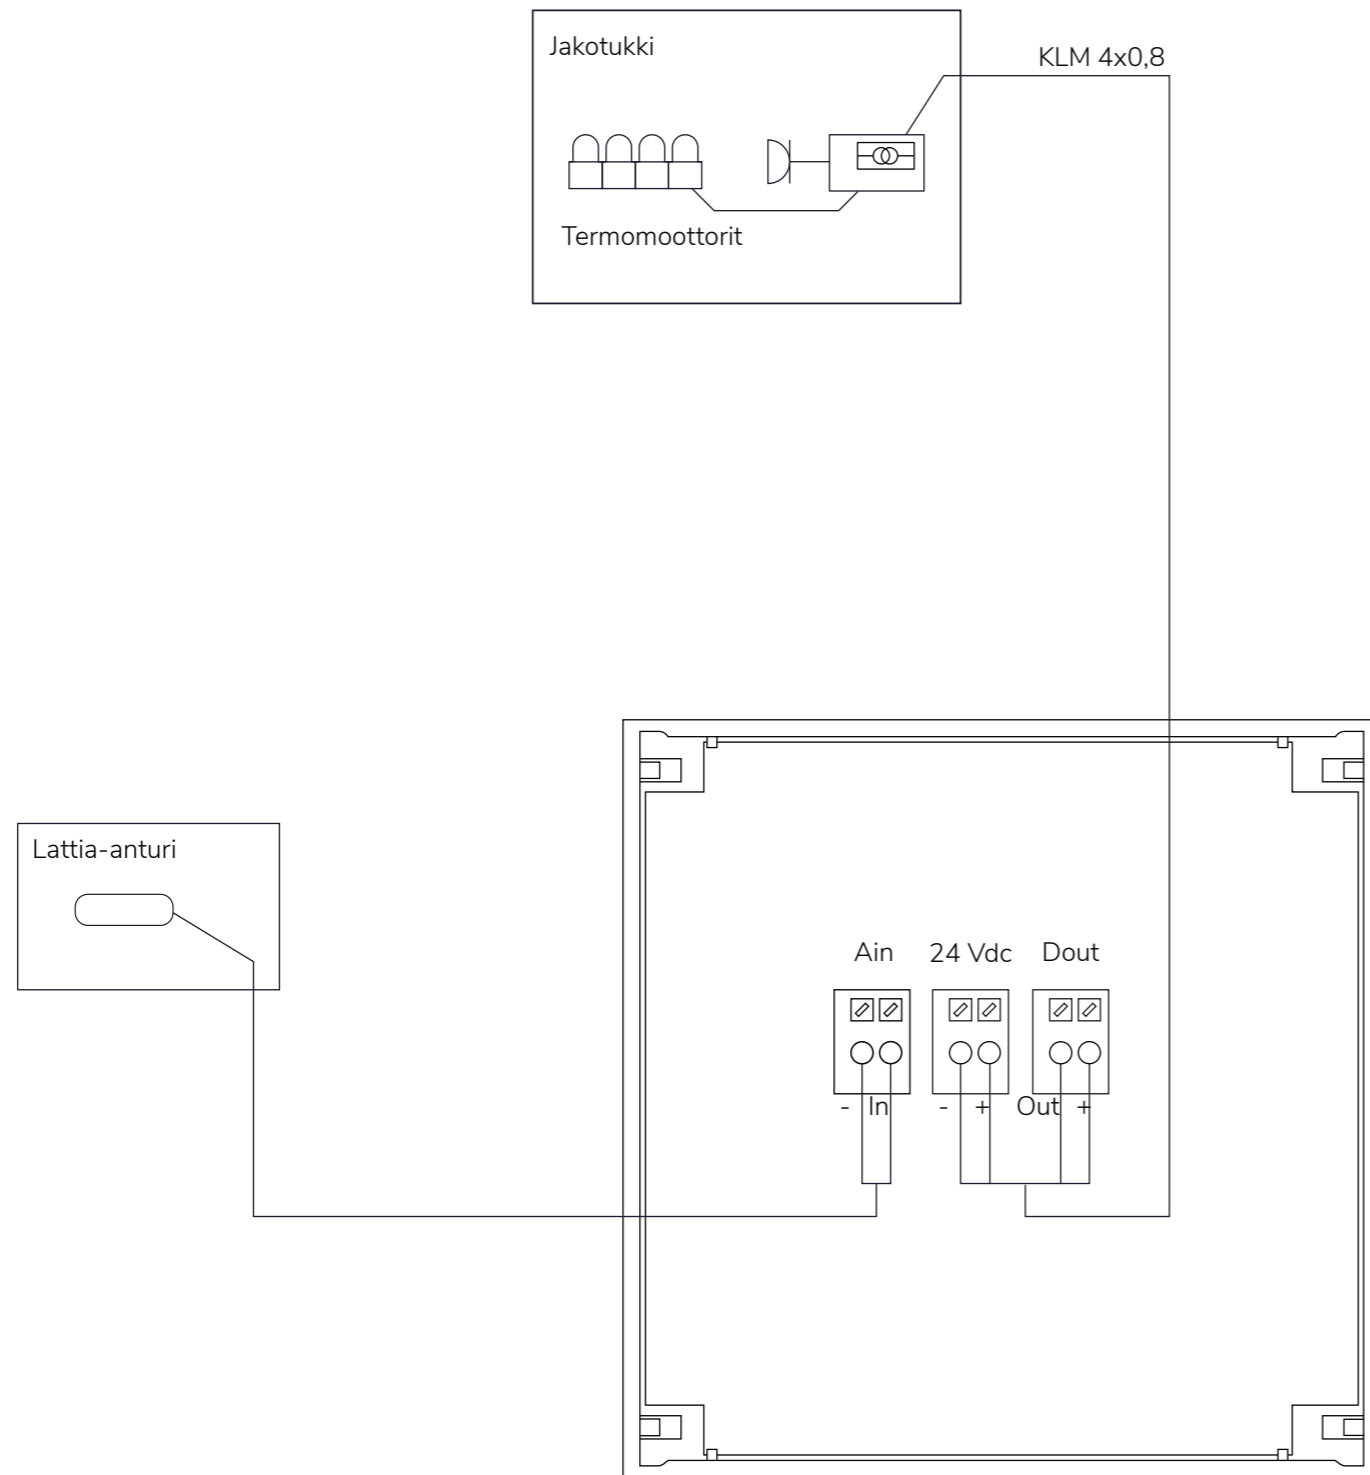 Jakotukki
KLM 4x0,8
Termomoottorit
Lattia-anturi
Ain 24 Vdc Dout
- In - + Out +